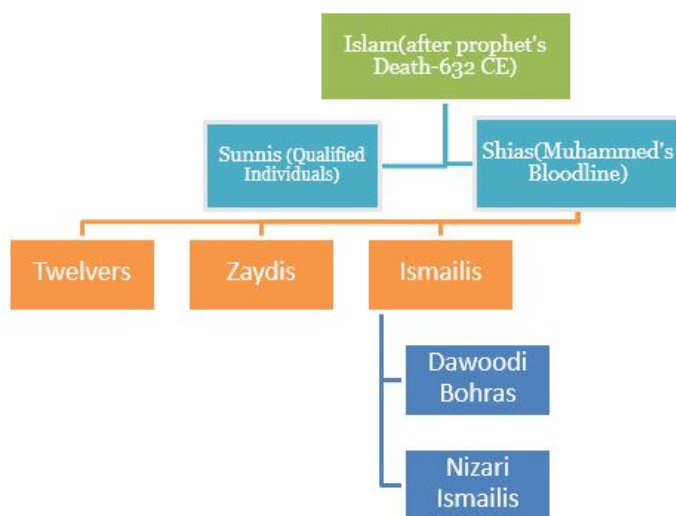 Islam(after prophet's
Death-632 CE)
Sunnis (Qualified
Individuals)
Shias(Muhammed's
Bloodline)
Twelvers
Zaydis
Ismailis
Dawoodi
Bohras
Nizari
Ismailis